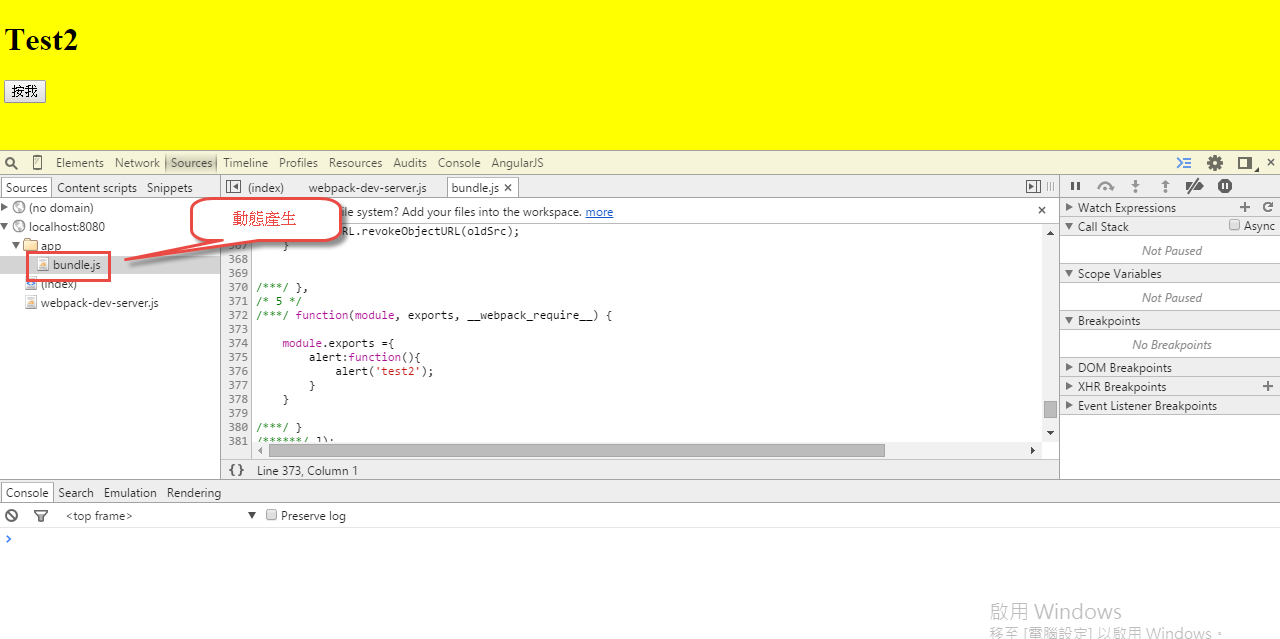 Test2
按我
Elements Network Sources Timeline Profiles Resources Audits Console AngularJS
Sources Content scripts Snippets
(no domain)
localhost:8080
app
bundle.js
(index)
webpack-dev-server.js
動態產生
(index) webpack-dev-server.js bundle.js ×
ile system? Add your files into the workspace. more ×
RL.revokeObjectURL(oldSrc);
367 }
368
369
370 /***/ },
371 /* 5 */
372 /***/ function(module, exports, __webpack_require__) {
373
374 module.exports ={
375 alert:function(){
376 alert('test2');
377 }
378 }
379
380 /***/ }
381 /******/ ]);
{} Line 373, Column 1
Watch Expressions
Call Stack Async
Not Paused
Scope Variables
Not Paused
Breakpoints
No Breakpoints
DOM Breakpoints
XHR Breakpoints
Event Listener Breakpoints
Console Search Emulation Rendering
<top frame> Preserve log
啟用 Windows
移至 [電腦設定] 以啟用 Windows。